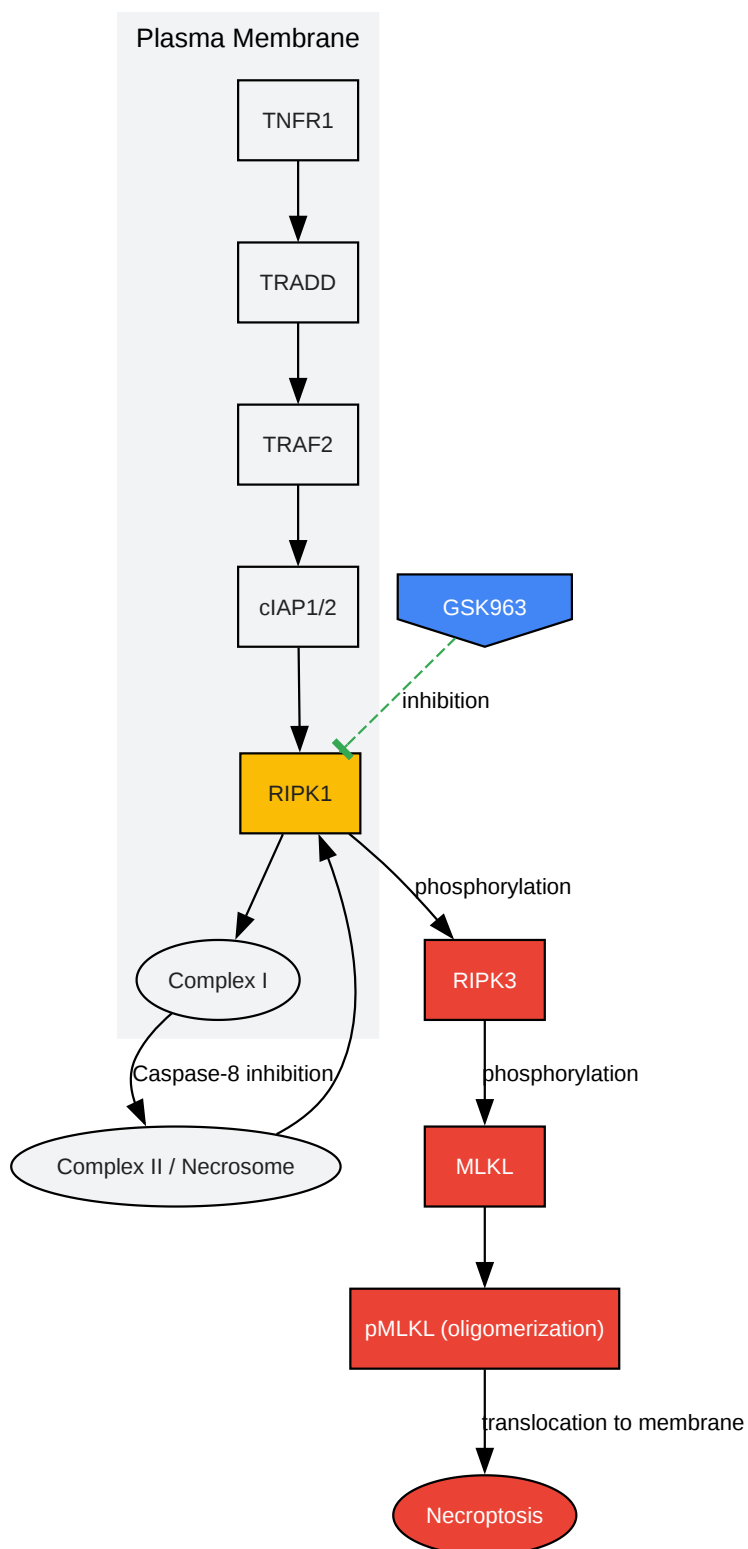 Plasma Membrane
TNFR1
TRADD
TRAF2
cIAP1/2
GSK963
inhibition
RIPK1
phosphorylation
Complex I
RIPK3
Caspase-8 inhibition
phosphorylation
Complex II / Necrosome
MLKL
pMLKL (oligomerization)
translocation to membrane
Necroptosis